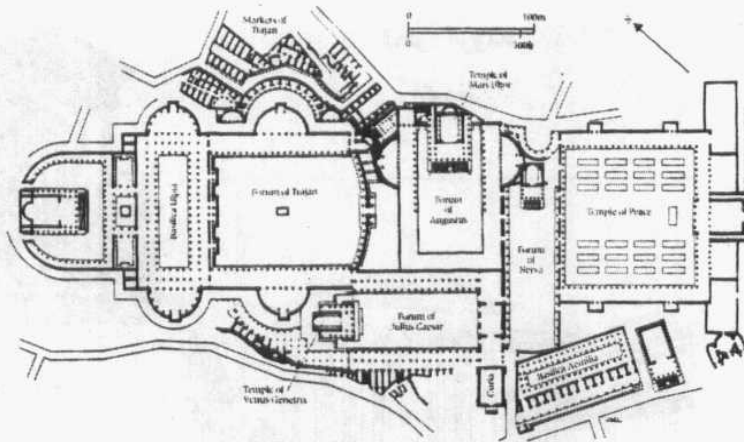 Markets of
Trajan
0 100m
0 300ft
Temple of
Mars Ultor
Basilica Ulpia
Forum of Trajan
Forum
of
Augustus
Temple of Peace
Forum
of
Nerva
Forum of
Julius Caesar
Temple of
Venus Genetrix
Curia
Basilica Aemilia